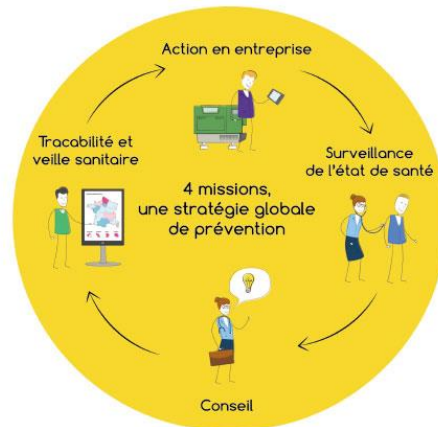 Action en entreprise
Tracabilité et
veille sanitaire
Surveillance
de l'état de santé
4 missions,
une stratégie globale
de prévention
Conseil